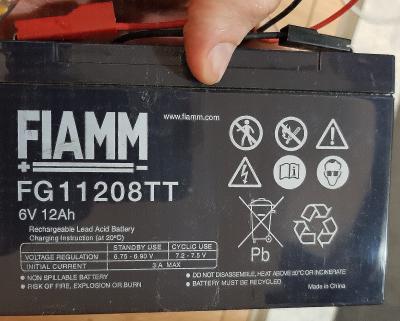 www.fiamm.com
FIAMM
FG11208TT
6V 12Ah
Rechargeable Lead Acid Battery
Charging Instruction (at 20°C)
STANDBY USE CYCLIC USE
VOLTAGE REGULATION 6.75 - 6.90 V 7.2 - 7.5 V
INITIAL CURRENT 3 A MAX
Pb
● NON SPILLABLE BATTERY
● RISK OF FIRE, EXPLOSION OR BURN
● DO NOT DISASSEMBLE, HEAT ABOVE 50°C OR INCINERATE
● BATTERY MUST BE RECYCLED
Made in China